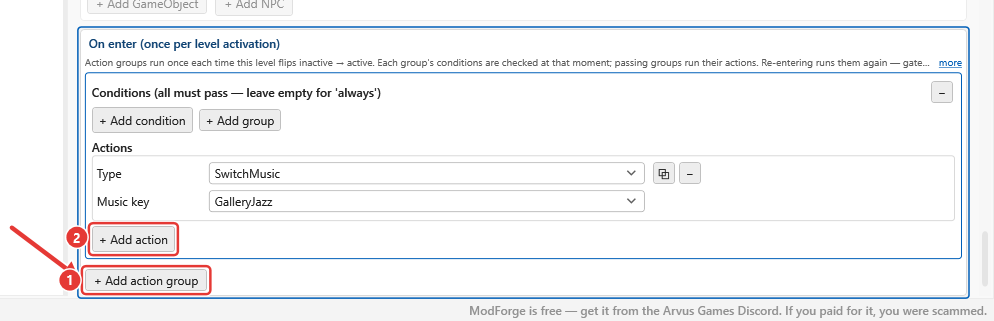 + Add GameObject
+ Add NPC
On enter (once per level activation)
Action groups run once each time this level flips inactive → active. Each group's conditions are checked at that moment; passing groups run their actions. Re-entering runs them again — gate... more
Conditions (all must pass — leave empty for 'always')
−
+ Add condition
+ Add group
Actions
Type
SwitchMusic
−
Music key
GalleryJazz
2
+ Add action
1
+ Add action group
ModForge is free — get it from the Arvus Games Discord. If you paid for it, you were scammed.